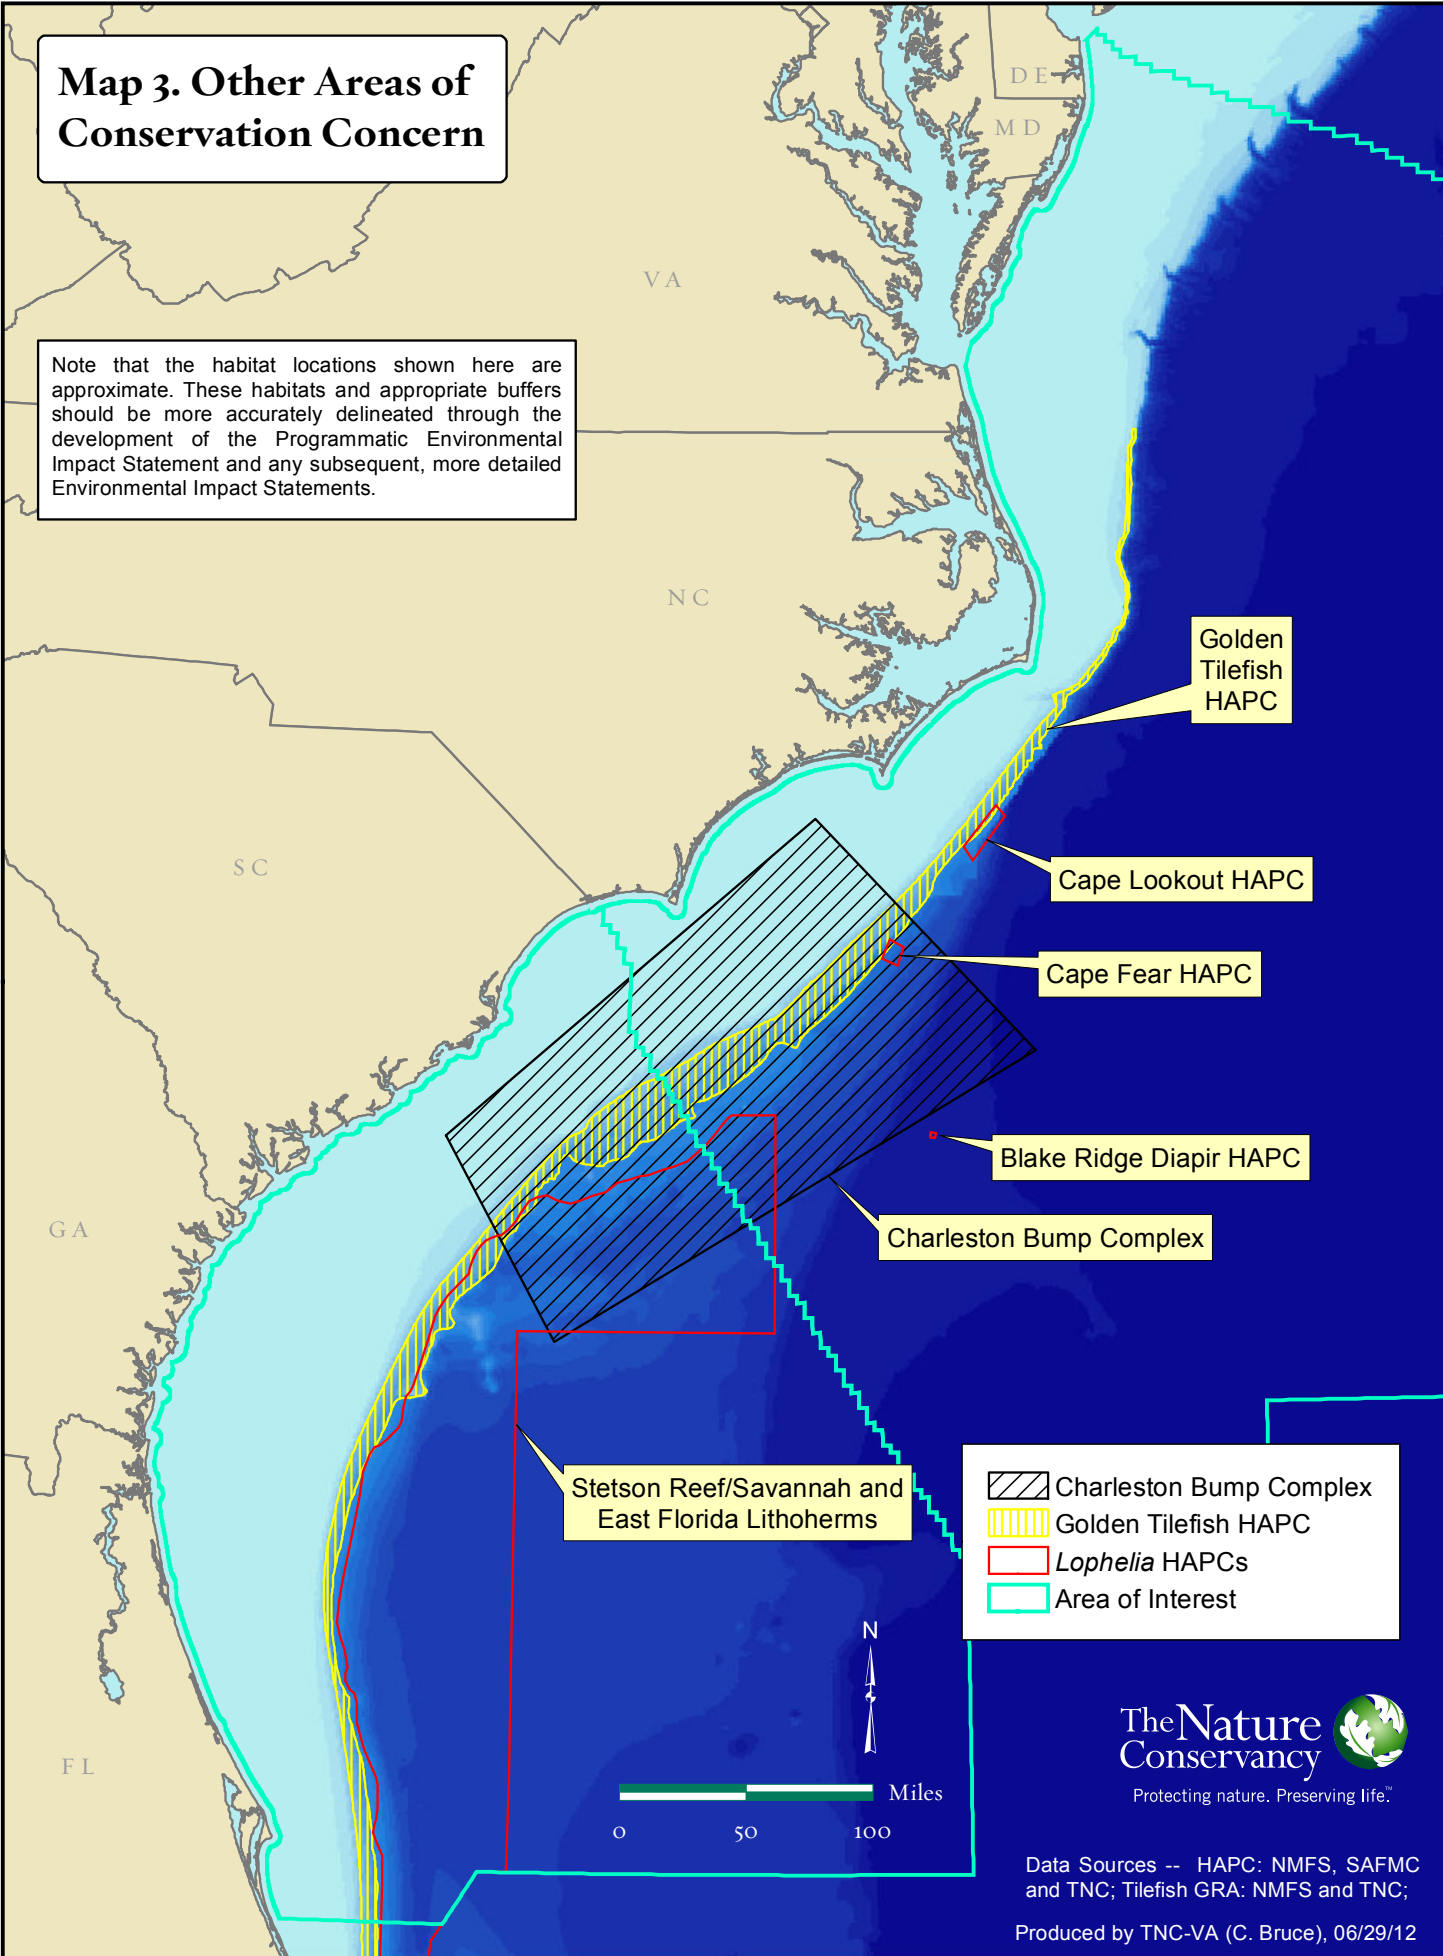 Map 3. Other Areas of
Conservation Concern
DE
MD
VA
Note that the habitat locations shown here are
approximate. These habitats and appropriate buffers
should be more accurately delineated through the
development of the Programmatic Environmental
Impact Statement and any subsequent, more detailed
Environmental Impact Statements.
NC
Golden
Tilefish
HAPC
SC
Cape Lookout HAPC
Cape Fear HAPC
Blake Ridge Diapir HAPC
GA
Charleston Bump Complex
Stetson Reef/Savannah and
East Florida Lithoherms
Charleston Bump Complex
Golden Tilefish HAPC
Lophelia HAPCs
Area of Interest
N
FL
Miles
0 50 100
The Nature
Conservancy
Protecting nature. Preserving life.™
Data Sources -- HAPC: NMFS, SAFMC
and TNC; Tilefish GRA: NMFS and TNC;
Produced by TNC-VA (C. Bruce), 06/29/12